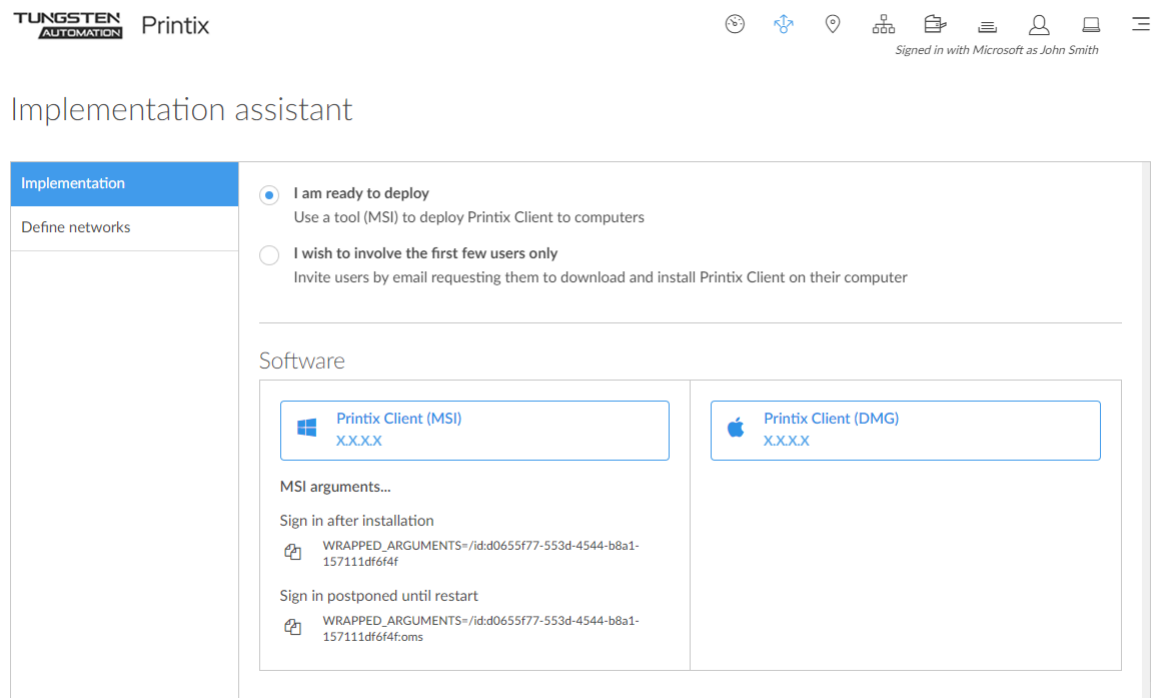 TUNGSTEN
AUTOMATION
Printix
Signed in with Microsoft as John Smith
Implementation assistant
Implementation
Define networks
I am ready to deploy
Use a tool (MSI) to deploy Printix Client to computers
I wish to involve the first few users only
Invite users by email requesting them to download and install Printix Client on their computer
Software
Printix Client (MSI)
X.X.X.X
MSI arguments...
Sign in after installation
WRAPPED_ARGUMENTS=/id:d0655f77-553d-4544-b8a1-
157111df6f4f
Sign in postponed until restart
WRAPPED_ARGUMENTS=/id:d0655f77-553d-4544-b8a1-
157111df6f4f:oms
Printix Client (DMG)
X.X.X.X